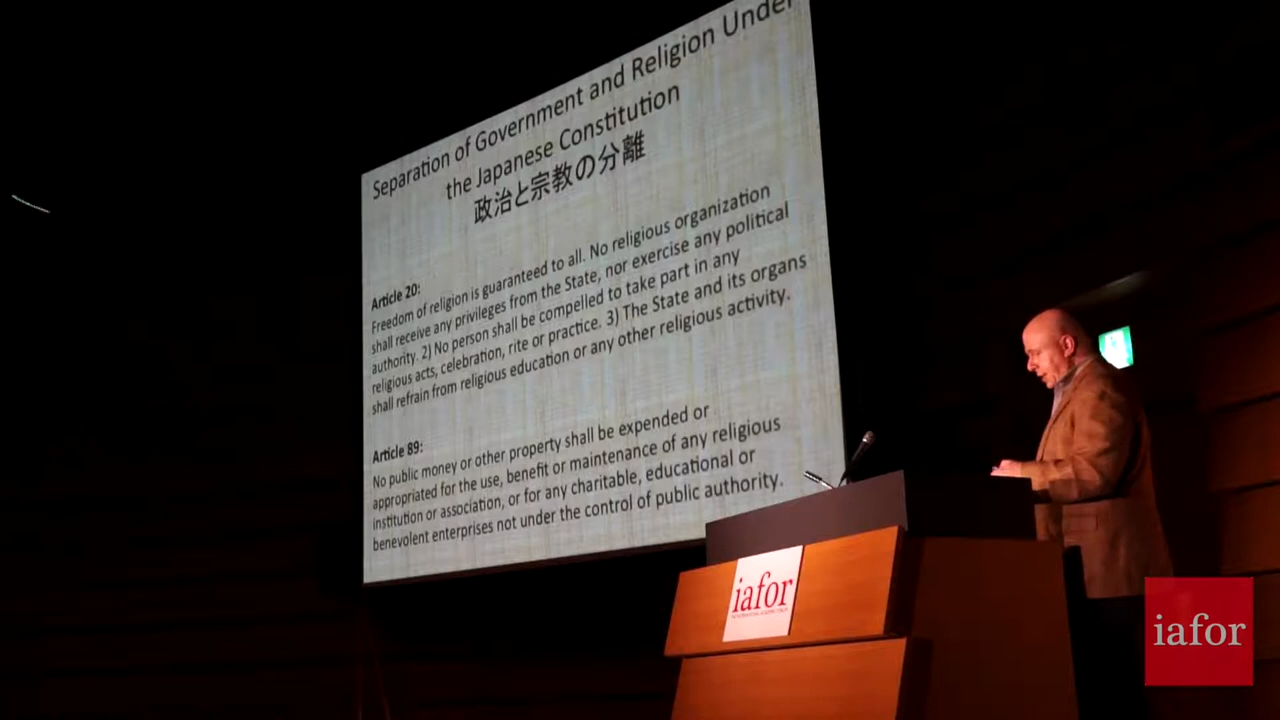 Separation of Government and Religion Under
the Japanese Constitution
政治と宗教の分離
Article 20:
Freedom of religion is guaranteed to all. No religious organization
shall receive any privileges from the State, nor exercise any political
authority. 2) No person shall be compelled to take part in any
religious acts, celebration, rite or practice. 3) The State and its organs
shall refrain from religious education or any other religious activity.
Article 89:
No public money or other property shall be expended or
appropriated for the use, benefit or maintenance of any religious
institution or association, or for any charitable, educational or
benevolent enterprises not under the control of public authority.
iafor
iafor